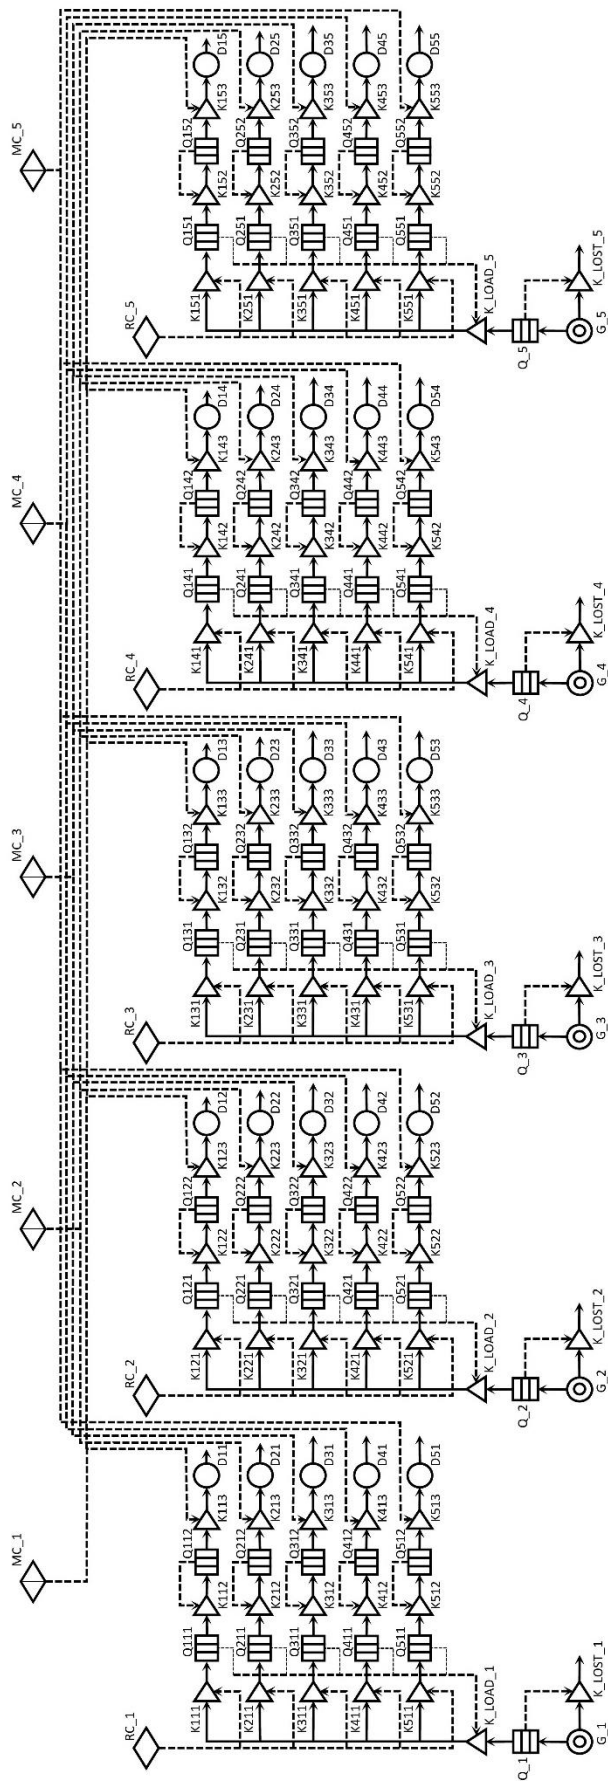 MC_1 MC_2 MC_3 MC_4 MC_5
RC_1 RC_2 RC_3 RC_4 RC_5
Q111 Q112 Q121 Q122 Q131 Q132 Q141 Q142 Q151 Q152
K111 K112 K113 D11 K121 K122 K123 D12 K131 K132 K133 D13 K141 K142 K143 D14 K151 K152 K153 D15
Q211 Q212 Q221 Q222 Q231 Q232 Q241 Q242 Q251 Q252
K211 K212 K213 D21 K221 K222 K223 D22 K231 K232 K233 D23 K241 K242 K243 D24 K251 K252 K253 D25
Q311 Q312 Q321 Q322 Q331 Q332 Q341 Q342 Q351 Q352
K311 K312 K313 D31 K321 K322 K323 D32 K331 K332 K333 D33 K341 K342 K343 D34 K351 K352 K353 D35
Q411 Q412 Q421 Q422 Q431 Q432 Q441 Q442 Q451 Q452
K411 K412 K413 D41 K421 K422 K423 D42 K431 K432 K433 D43 K441 K442 K443 D44 K451 K452 K453 D45
Q511 Q512 Q521 Q522 Q531 Q532 Q541 Q542 Q551 Q552
K511 K512 K513 D51 K521 K522 K523 D52 K531 K532 K533 D53 K541 K542 K543 D54 K551 K552 K553 D55
K_LOAD_1 K_LOAD_2 K_LOAD_3 K_LOAD_4 K_LOAD_5
Q_1 Q_2 Q_3 Q_4 Q_5
G_1 K_LOST_1 G_2 K_LOST_2 G_3 K_LOST_3 G_4 K_LOST_4 G_5 K_LOST_5